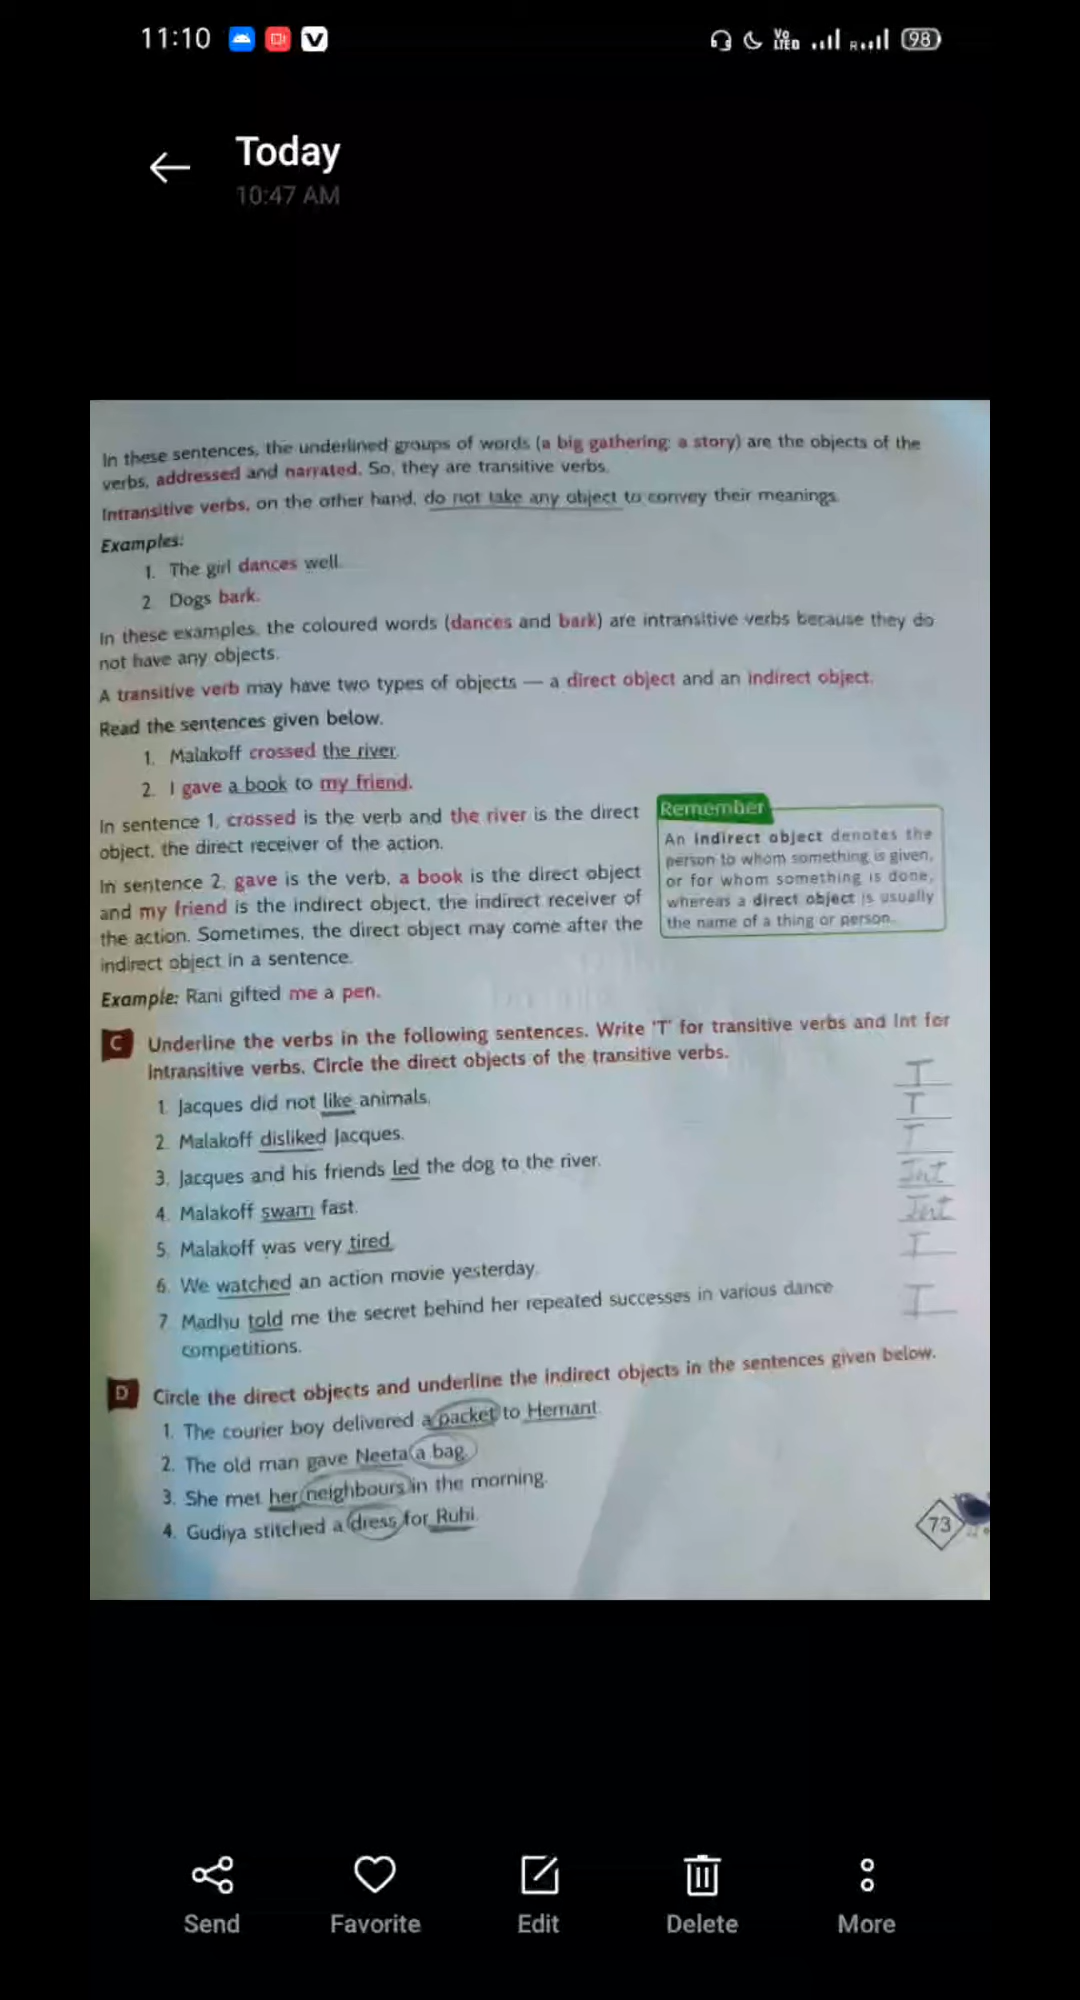 11:10
VoLTE
R
98
Today
10:47 AM
In these sentences, the underlined groups of words (a big gathering; a story) are the objects of the
verbs, addressed and narrated. So, they are transitive verbs.
Intransitive verbs, on the other hand, do not take any object to convey their meanings.
Examples:
1. The girl dances well.
2. Dogs bark.
In these examples, the coloured words (dances and bark) are intransitive verbs because they do
not have any objects.
A transitive verb may have two types of objects — a direct object and an indirect object.
Read the sentences given below.
1. Malakoff crossed the river.
2. I gave a book to my friend.
In sentence 1, crossed is the verb and the river is the direct
object, the direct receiver of the action.
In sentence 2, gave is the verb, a book is the direct object
and my friend is the indirect object, the indirect receiver of
the action. Sometimes, the direct object may come after the
indirect object in a sentence.
Remember
An indirect object denotes the
person to whom something is given,
or for whom something is done,
whereas a direct object is usually
the name of a thing or person.
Example: Rani gifted me a pen.
C Underline the verbs in the following sentences. Write 'T' for transitive verbs and Int for
intransitive verbs. Circle the direct objects of the transitive verbs.
1. Jacques did not like animals. T
2. Malakoff disliked Jacques. T
3. Jacques and his friends led the dog to the river. T
4. Malakoff swam fast. Int
5. Malakoff was very tired. Int
6. We watched an action movie yesterday. T
7. Madhu told me the secret behind her repeated successes in various dance T
competitions.
D Circle the direct objects and underline the indirect objects in the sentences given below.
1. The courier boy delivered a packet to Hemant.
2. The old man gave Neeta a bag.
3. She met her neighbours in the morning.
4. Gudiya stitched a dress for Ruhi.
73
Send
Favorite
Edit
Delete
More